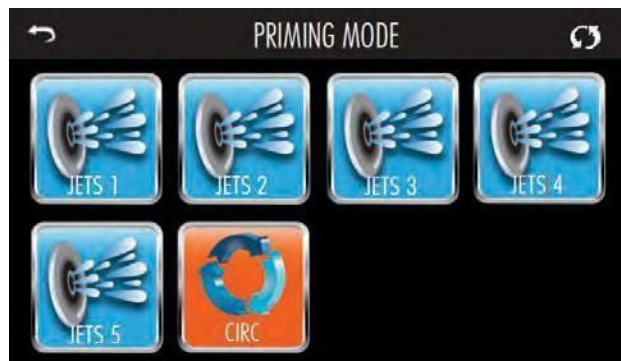 PRIMING MODE
JETS 1 JETS 2 JETS 3 JETS 4
JETS 5 CIRC